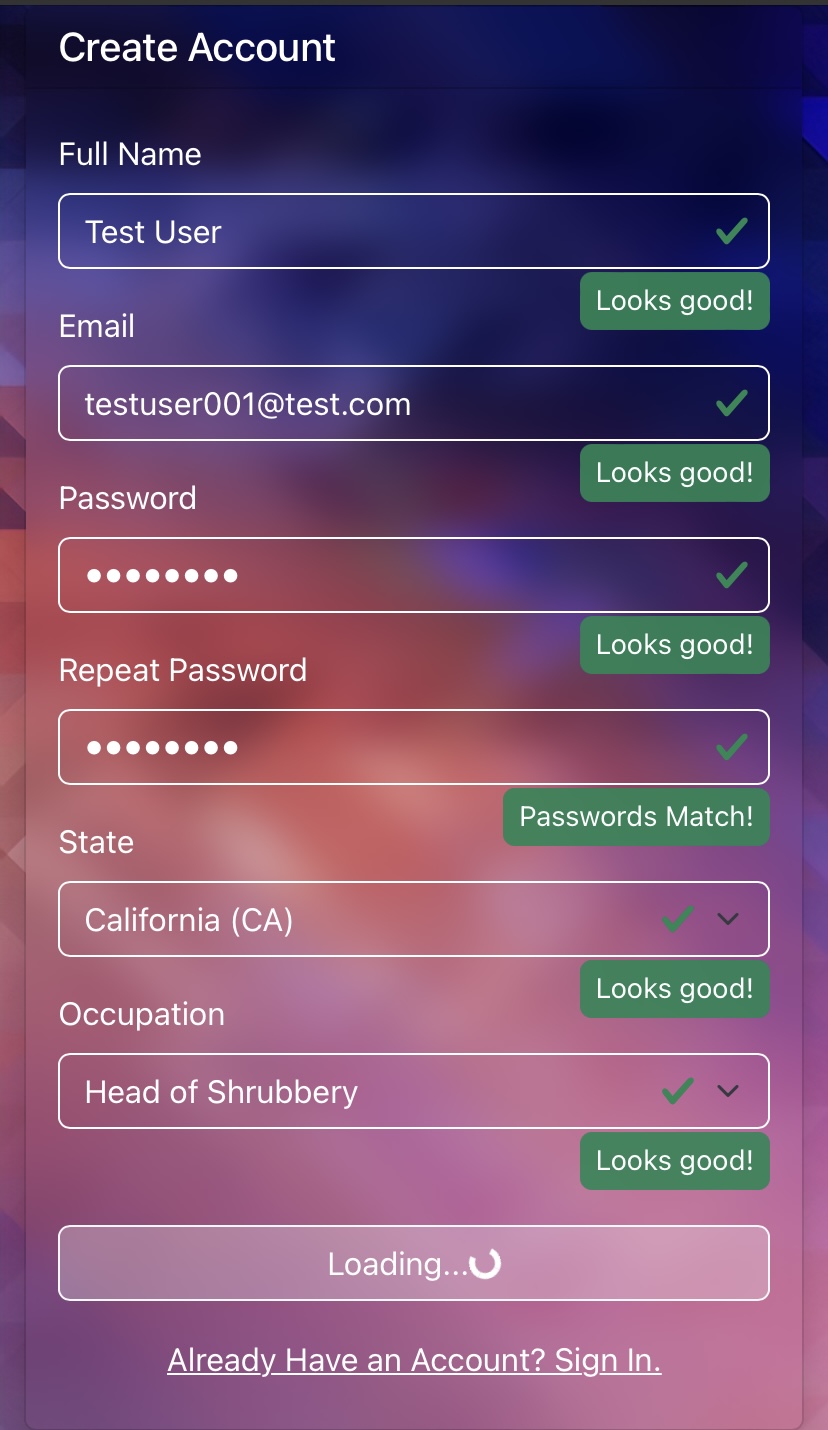 Create Account
Full Name
Test User
Looks good!
Email
testuser001@test.com
Looks good!
Password
••••••••
Looks good!
Repeat Password
••••••••
Passwords Match!
State
California (CA)
Looks good!
Occupation
Head of Shrubbery
Looks good!
Loading...
Already Have an Account? Sign In.